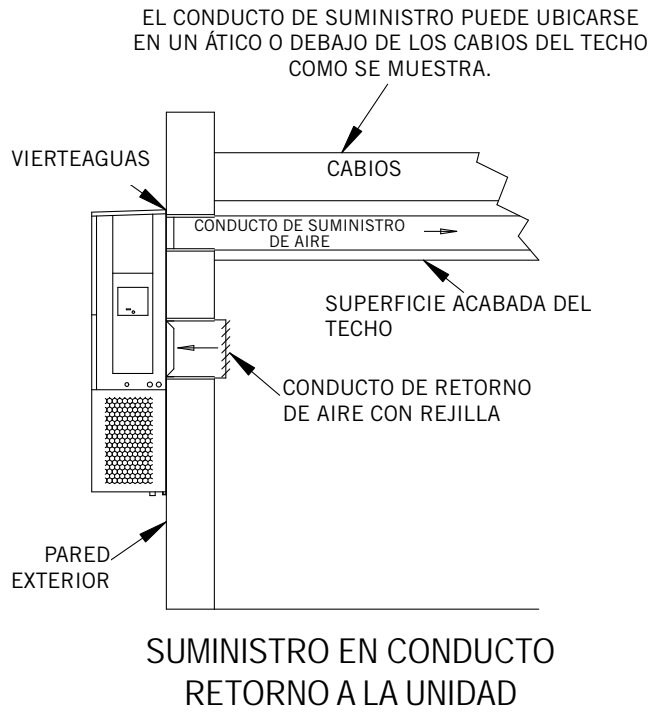 EL CONDUCTO DE SUMINISTRO PUEDE UBICARSE
EN UN ÁTICO O DEBAJO DE LOS CABIOS DEL TECHO
COMO SE MUESTRA.
VIERTEAGUAS
CABIOS
CONDUCTO DE SUMINISTRO
DE AIRE
SUPERFICIE ACABADA DEL
TECHO
CONDUCTO DE RETORNO
DE AIRE CON REJILLA
PARED
EXTERIOR
SUMINISTRO EN CONDUCTO
RETORNO A LA UNIDAD